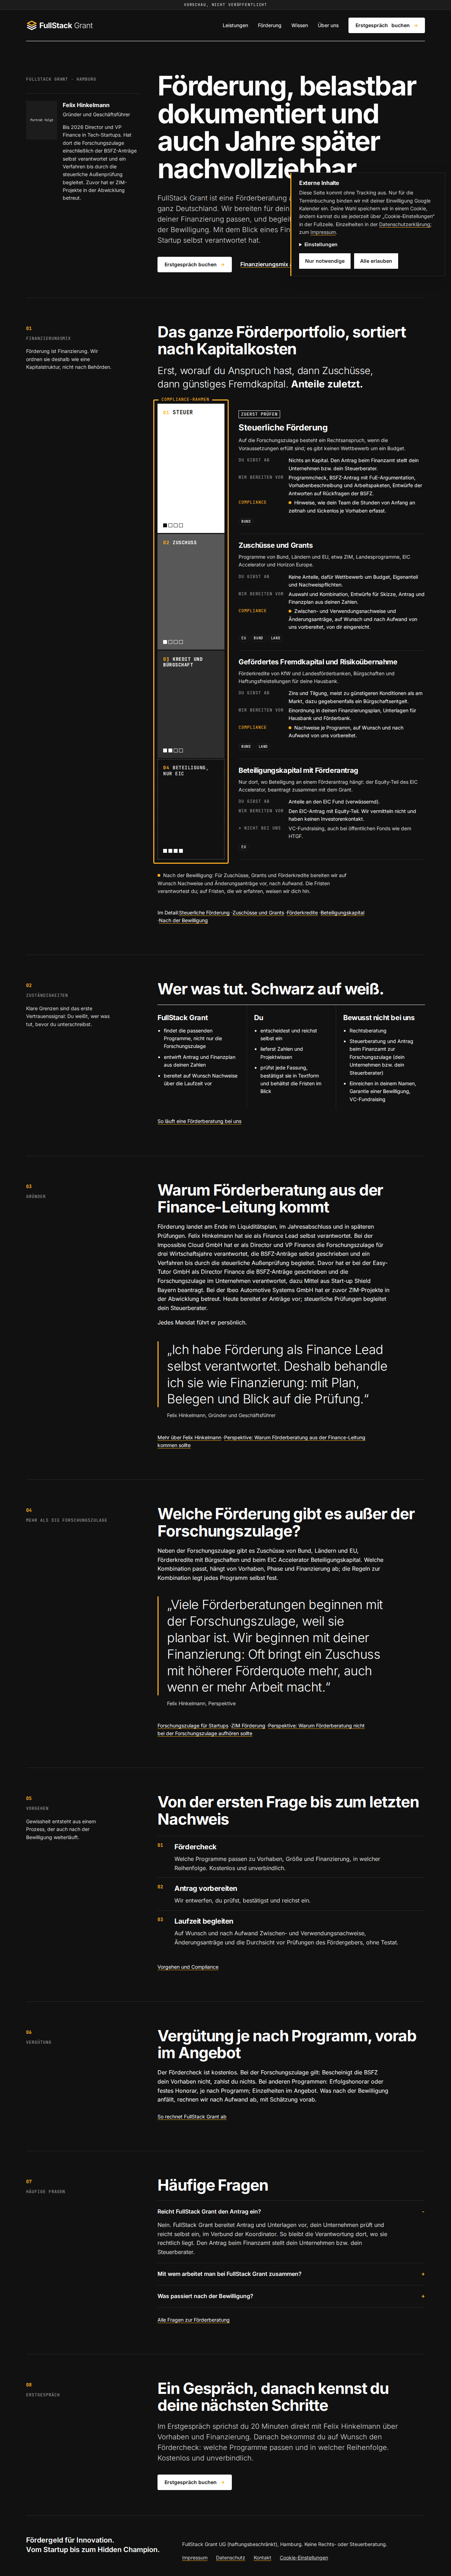 VORSCHAU, NICHT VERÖFFENTLICHT
FullStack Grant
Leistungen
Förderung
Wissen
Über uns
Erstgespräch buchen →
FULLSTACK GRANT · HAMBURG
Porträt folgt
Felix Hinkelmann
Gründer und Geschäftsführer
Bis 2026 Director und VP
Finance in Tech-Startups. Hat
dort die Forschungszulage
einschließlich der BSFZ-Anträge
selbst verantwortet und ein
Verfahren bis durch die
steuerliche Außenprüfung
begleitet. Zuvor hat er ZIM-
Projekte in der Abwicklung
betreut.
Förderung, belastbar
dokumentiert und
auch Jahre später
nachvollziehbar
FullStack Grant ist eine Förderberatung
ganz Deutschland. Wir bereiten für dein
deiner Finanzierung passen, und begleit
der Bewilligung. Mit dem Blick eines Fin
Startup selbst verantwortet hat.
Erstgespräch buchen →
Finanzierungsmix
Externe Inhalte
Diese Seite kommt ohne Tracking aus. Nur für die
Terminbuchung binden wir mit deiner Einwilligung Google
Kalender ein. Deine Wahl speichern wir in einem Cookie,
ändern kannst du sie jederzeit über „Cookie-Einstellungen“
in der Fußzeile. Einzelheiten in der Datenschutzerklärung;
zum Impressum.
▶ Einstellungen
Nur notwendige
Alle erlauben
01
FINANZIERUNGSMIX
Förderung ist Finanzierung. Wir
ordnen sie deshalb wie eine
Kapitalstruktur, nicht nach Behörden.
Das ganze Förderportfolio, sortiert
nach Kapitalkosten
Erst, worauf du Anspruch hast, dann Zuschüsse,
dann günstiges Fremdkapital. Anteile zuletzt.
COMPLIANCE-RAHMEN
01 STEUER
ZUERST PRÜFEN
Steuerliche Förderung
Auf die Forschungszulage besteht ein Rechtsanspruch, wenn die
Voraussetzungen erfüllt sind; es gibt keinen Wettbewerb um ein Budget.
DU GIBST AB
Nichts an Kapital. Den Antrag beim Finanzamt stellt dein
Unternehmen bzw. dein Steuerberater.
WIR BEREITEN VOR
Programmcheck, BSFZ-Antrag mit FuE-Argumentation,
Vorhabenbeschreibung und Arbeitspaketen, Entwürfe der
Antworten auf Rückfragen der BSFZ.
COMPLIANCE
Hinweise, wie dein Team die Stunden von Anfang an
zeitnah und lückenlos je Vorhaben erfasst.
BUND
02 ZUSCHUSS
Zuschüsse und Grants
Programme von Bund, Ländern und EU, etwa ZIM, Landesprogramme, EIC
Accelerator und Horizon Europe.
DU GIBST AB
Keine Anteile, dafür Wettbewerb um Budget, Eigenanteil
und Nachweispflichten.
WIR BEREITEN VOR
Auswahl und Kombination, Entwürfe für Skizze, Antrag und
Finanzplan aus deinen Zahlen.
COMPLIANCE
Zwischen- und Verwendungsnachweise und
Änderungsanträge, auf Wunsch und nach Aufwand von
uns vorbereitet, von dir eingereicht.
EU
BUND
LAND
03 KREDIT UND
BÜRGSCHAFT
Gefördertes Fremdkapital und Risikoübernahme
Förderkredite von KfW und Landesförderbanken, Bürgschaften und
Haftungsfreistellungen für deine Hausbank.
DU GIBST AB
Zins und Tilgung, meist zu günstigeren Konditionen als am
Markt, dazu gegebenenfalls ein Bürgschaftsentgelt.
WIR BEREITEN VOR
Einordnung in deinen Finanzierungsplan, Unterlagen für
Hausbank und Förderbank.
COMPLIANCE
Nachweise je Programm, auf Wunsch und nach
Aufwand von uns vorbereitet.
BUND
LAND
04 BETEILIGUNG,
NUR EIC
Beteiligungskapital mit Förderantrag
Nur dort, wo Beteiligung an einem Förderantrag hängt: der Equity-Teil des EIC
Accelerator, beantragt zusammen mit dem Grant.
DU GIBST AB
Anteile an den EIC Fund (verwässernd).
WIR BEREITEN VOR
Den EIC-Antrag mit Equity-Teil. Wir vermitteln nicht und
haben keinen Investorenkontakt.
× NICHT BEI UNS
VC-Fundraising, auch bei öffentlichen Fonds wie dem
HTGF.
EU
Nach der Bewilligung: Für Zuschüsse, Grants und Förderkredite bereiten wir auf
Wunsch Nachweise und Änderungsanträge vor, nach Aufwand. Die Fristen
verantwortest du; auf Fristen, die wir erfahren, weisen wir dich hin.
Im Detail:Steuerliche Förderung ·Zuschüsse und Grants ·Förderkredite ·Beteiligungskapital
·Nach der Bewilligung
02
ZUSTÄNDIGKEITEN
Klare Grenzen sind das erste
Vertrauenssignal: Du weißt, wer was
tut, bevor du unterschreibst.
Wer was tut. Schwarz auf weiß.
FullStack Grant
findet die passenden
Programme, nicht nur die
Forschungszulage
entwirft Antrag und Finanzplan
aus deinen Zahlen
bereitet auf Wunsch Nachweise
über die Laufzeit vor
Du
entscheidest und reichst
selbst ein
lieferst Zahlen und
Projektwissen
prüfst jede Fassung,
bestätigst sie in Textform
und behältst die Fristen im
Blick
Bewusst nicht bei uns
Rechtsberatung
Steuerberatung und Antrag
beim Finanzamt zur
Forschungszulage (dein
Unternehmen bzw. dein
Steuerberater)
Einreichen in deinem Namen,
Garantie einer Bewilligung,
VC-Fundraising
So läuft eine Förderberatung bei uns
03
GRÜNDER
Warum Förderberatung aus der
Finance-Leitung kommt
Förderung landet am Ende im Liquiditätsplan, im Jahresabschluss und in späteren
Prüfungen. Felix Hinkelmann hat sie als Finance Lead selbst verantwortet. Bei der
Impossible Cloud GmbH hat er als Director und VP Finance die Forschungszulage für
drei Wirtschaftsjahre verantwortet, die BSFZ-Anträge selbst geschrieben und ein
Verfahren bis durch die steuerliche Außenprüfung begleitet. Davor hat er bei der Easy-
Tutor GmbH als Director Finance die BSFZ-Anträge geschrieben und die
Forschungszulage im Unternehmen verantwortet, dazu Mittel aus Start-up Shield
Bayern beantragt. Bei der Ibeo Automotive Systems GmbH hat er zuvor ZIM-Projekte in
der Abwicklung betreut. Heute bereitet er Anträge vor; steuerliche Prüfungen begleitet
dein Steuerberater.
Jedes Mandat führt er persönlich.
„Ich habe Förderung als Finance Lead
selbst verantwortet. Deshalb behandle
ich sie wie Finanzierung: mit Plan,
Belegen und Blick auf die Prüfung.“
Felix Hinkelmann, Gründer und Geschäftsführer
Mehr über Felix Hinkelmann ·Perspektive: Warum Förderberatung aus der Finance-Leitung
kommen sollte
04
MEHR ALS DIE FORSCHUNGSZULAGE
Welche Förderung gibt es außer der
Forschungszulage?
Neben der Forschungszulage gibt es Zuschüsse von Bund, Ländern und EU,
Förderkredite mit Bürgschaften und beim EIC Accelerator Beteiligungskapital. Welche
Kombination passt, hängt von Vorhaben, Phase und Finanzierung ab; die Regeln zur
Kombination legt jedes Programm selbst fest.
„Viele Förderberatungen beginnen mit
der Forschungszulage, weil sie
planbar ist. Wir beginnen mit deiner
Finanzierung: Oft bringt ein Zuschuss
mit höherer Förderquote mehr, auch
wenn er mehr Arbeit macht.“
Felix Hinkelmann, Perspektive
Forschungszulage für Startups ·ZIM Förderung ·Perspektive: Warum Förderberatung nicht
bei der Forschungszulage aufhören sollte
05
VORGEHEN
Gewissheit entsteht aus einem
Prozess, der auch nach der
Bewilligung weiterläuft.
Von der ersten Frage bis zum letzten
Nachweis
01
Fördercheck
Welche Programme passen zu Vorhaben, Größe und Finanzierung, in welcher
Reihenfolge. Kostenlos und unverbindlich.
02
Antrag vorbereiten
Wir entwerfen, du prüfst, bestätigst und reichst ein.
03
Laufzeit begleiten
Auf Wunsch und nach Aufwand Zwischen- und Verwendungsnachweise,
Änderungsanträge und die Durchsicht vor Prüfungen des Fördergebers, ohne Testat.
Vorgehen und Compliance
06
VERGÜTUNG
Vergütung je nach Programm, vorab
im Angebot
Der Fördercheck ist kostenlos. Bei der Forschungszulage gilt: Bescheinigt die BSFZ
dein Vorhaben nicht, zahlst du nichts. Bei anderen Programmen: Erfolgshonorar oder
festes Honorar, je nach Programm; Einzelheiten im Angebot. Was nach der Bewilligung
anfällt, rechnen wir nach Aufwand ab, mit Schätzung vorab.
So rechnet FullStack Grant ab
07
HÄUFIGE FRAGEN
Häufige Fragen
Reicht FullStack Grant den Antrag ein?
–
Nein. FullStack Grant bereitet Antrag und Unterlagen vor, dein Unternehmen prüft und
reicht selbst ein, im Verbund der Koordinator. So bleibt die Verantwortung dort, wo sie
rechtlich liegt. Den Antrag beim Finanzamt stellt dein Unternehmen bzw. dein
Steuerberater.
Mit wem arbeitet man bei FullStack Grant zusammen?
+
Was passiert nach der Bewilligung?
+
Alle Fragen zur Förderberatung
08
ERSTGESPRÄCH
Ein Gespräch, danach kennst du
deine nächsten Schritte
Im Erstgespräch sprichst du 20 Minuten direkt mit Felix Hinkelmann über
Vorhaben und Finanzierung. Danach bekommst du auf Wunsch den
Fördercheck: welche Programme passen und in welcher Reihenfolge.
Kostenlos und unverbindlich.
Erstgespräch buchen →
Fördergeld für Innovation.
Vom Startup bis zum Hidden Champion.
FullStack Grant UG (haftungsbeschränkt), Hamburg. Keine Rechts- oder Steuerberatung.
Impressum
Datenschutz
Kontakt
Cookie-Einstellungen